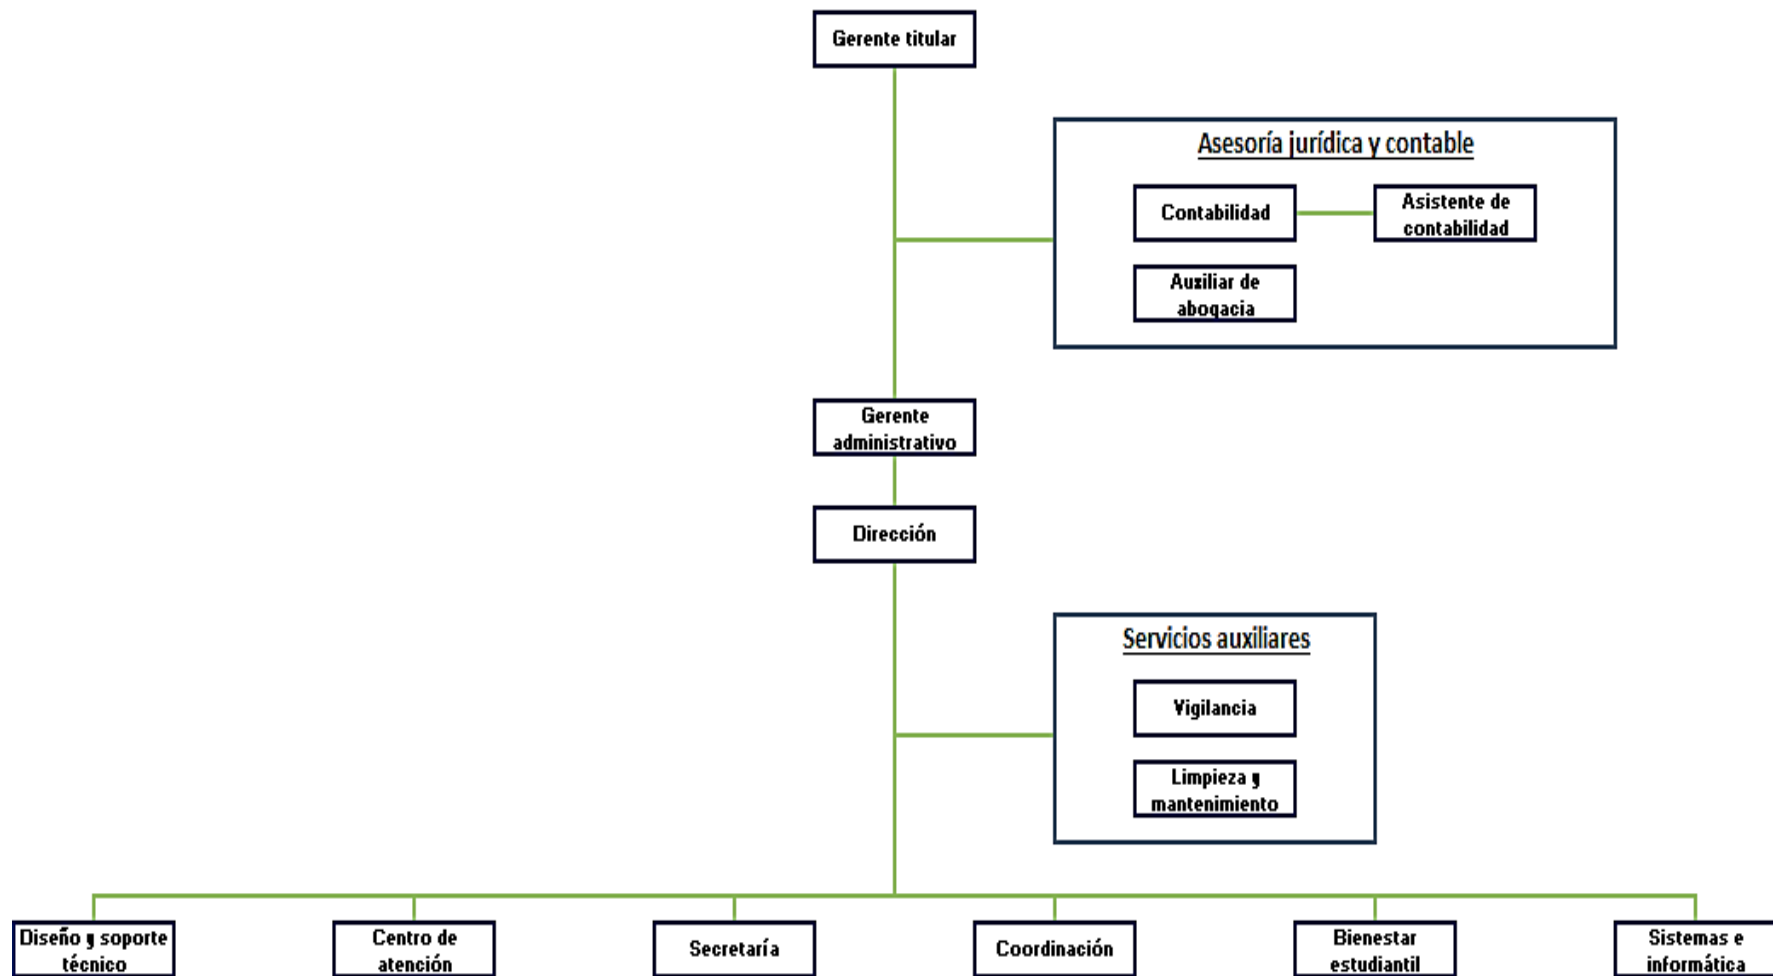 Gerente titular
Asesoría jurídica y contable
Contabilidad
Asistente de
contabilidad
Auxiliar de
abogacia
Gerente
administrativo
Dirección
Servicios auxiliares
Vigilancia
Limpieza y
mantenimiento
Diseño y soporte
técnico
Centro de
atención
Secretaría
Coordinación
Bienestar
estudiantil
Sistemas e
informática